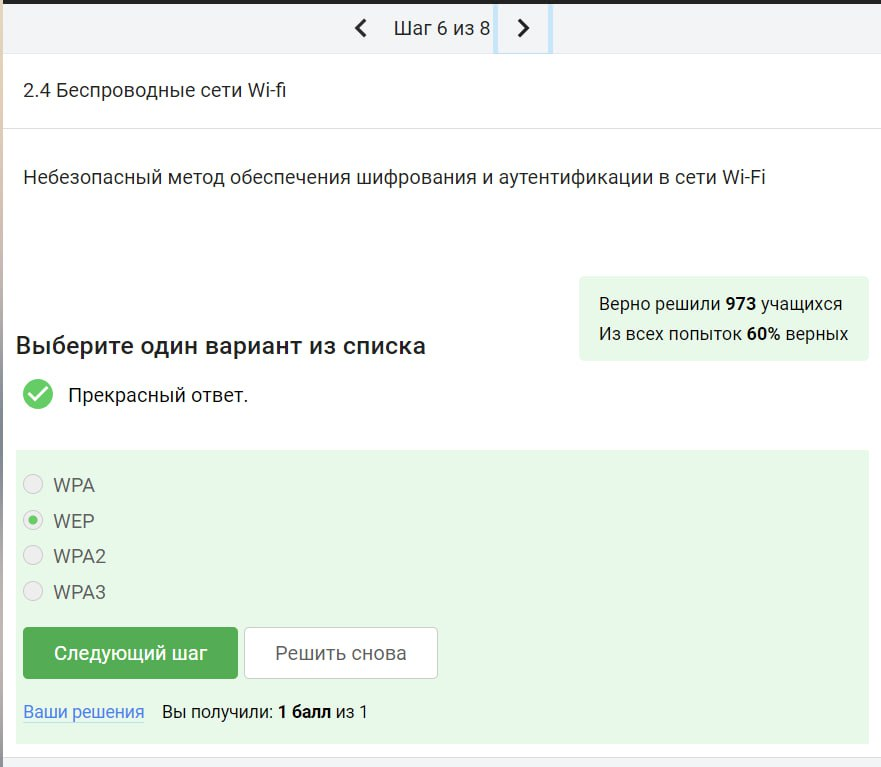 Шаг 6 из 8
2.4 Беспроводные сети Wi-fi
Небезопасный метод обеспечения шифрования и аутентификации в сети Wi-Fi
Верно решили 973 учащихся
Из всех попыток 60% верных
Выберите один вариант из списка
Прекрасный ответ.
WPA
WEP
WPA2
WPA3
Следующий шаг Решить снова
Ваши решения Вы получили: 1 балл из 1